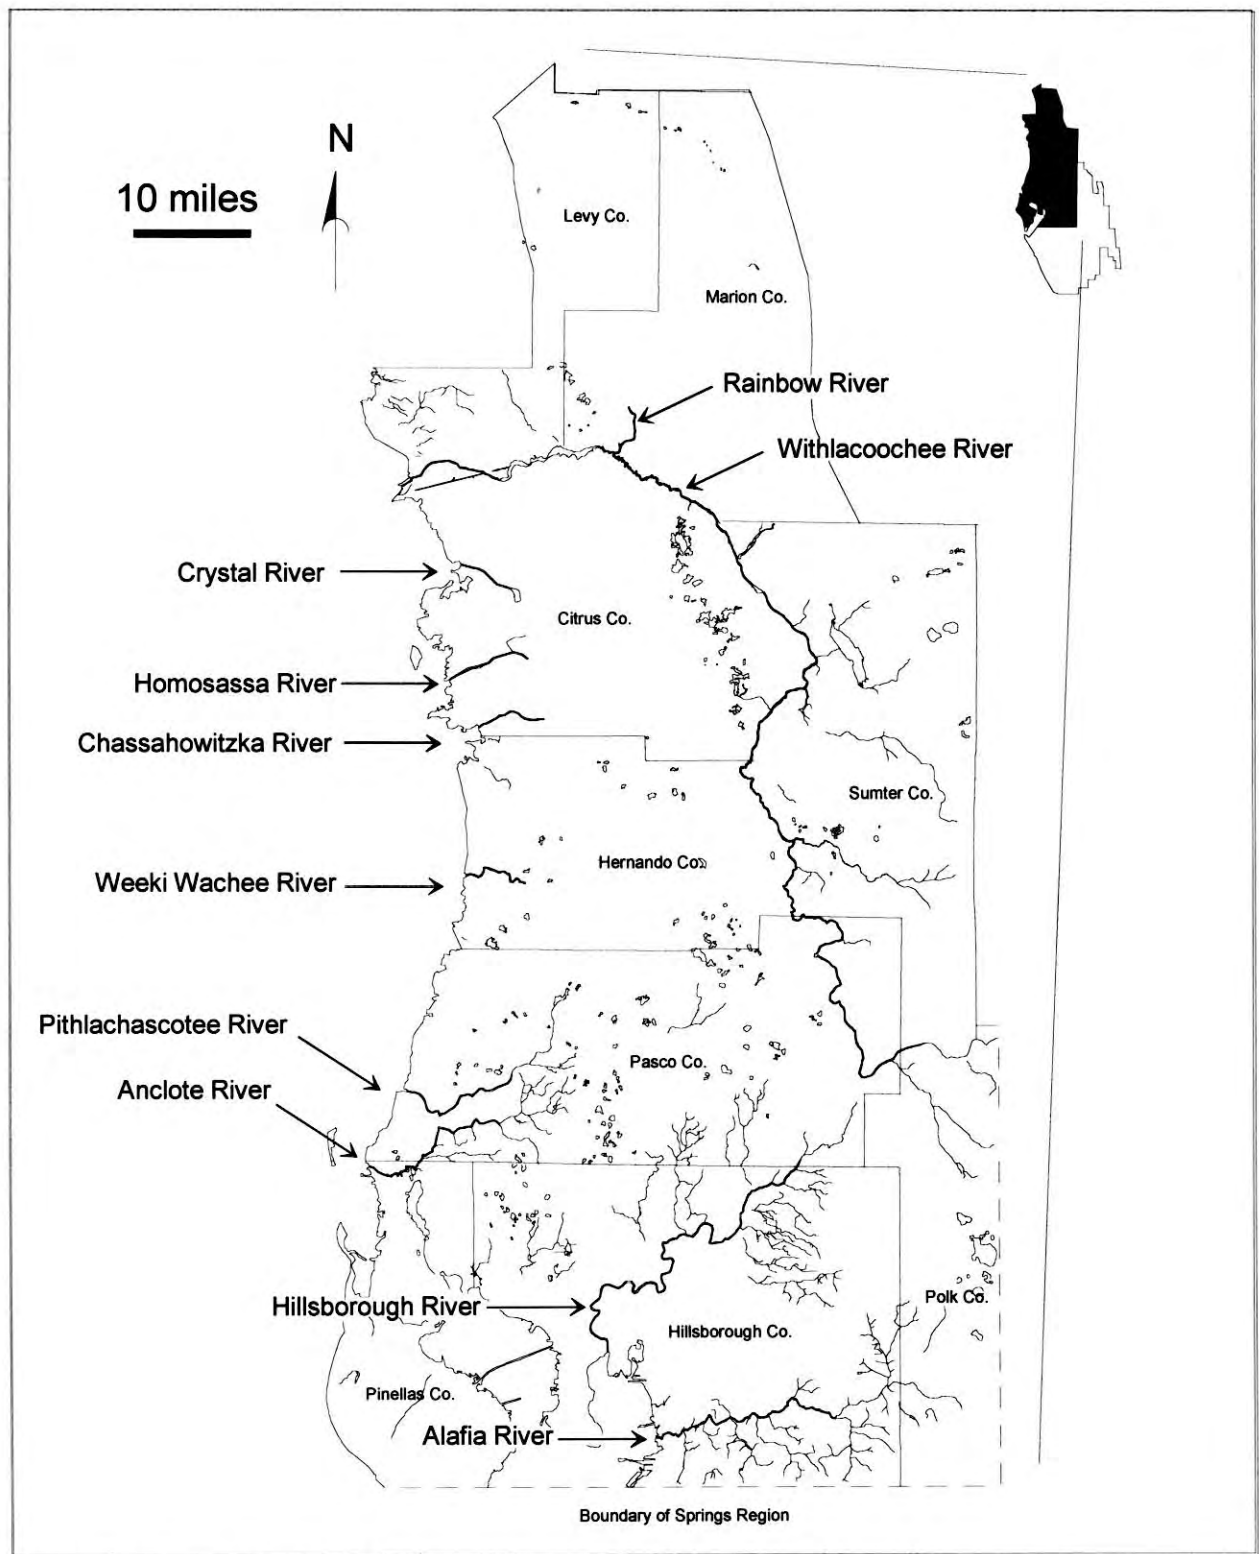 N
10 miles
Levy Co.
Marion Co.
Rainbow River
Withlacoochee River
Crystal River
Citrus Co.
Homosassa River
Chassahowitzka River
Sumter Co.
Hernando Co.
Weeki Wachee River
Pithlachascotee River
Pasco Co.
Anclote River
Polk Co.
Hillsborough River
Hillsborough Co.
Pinellas Co.
Alafia River
Boundary of Springs Region